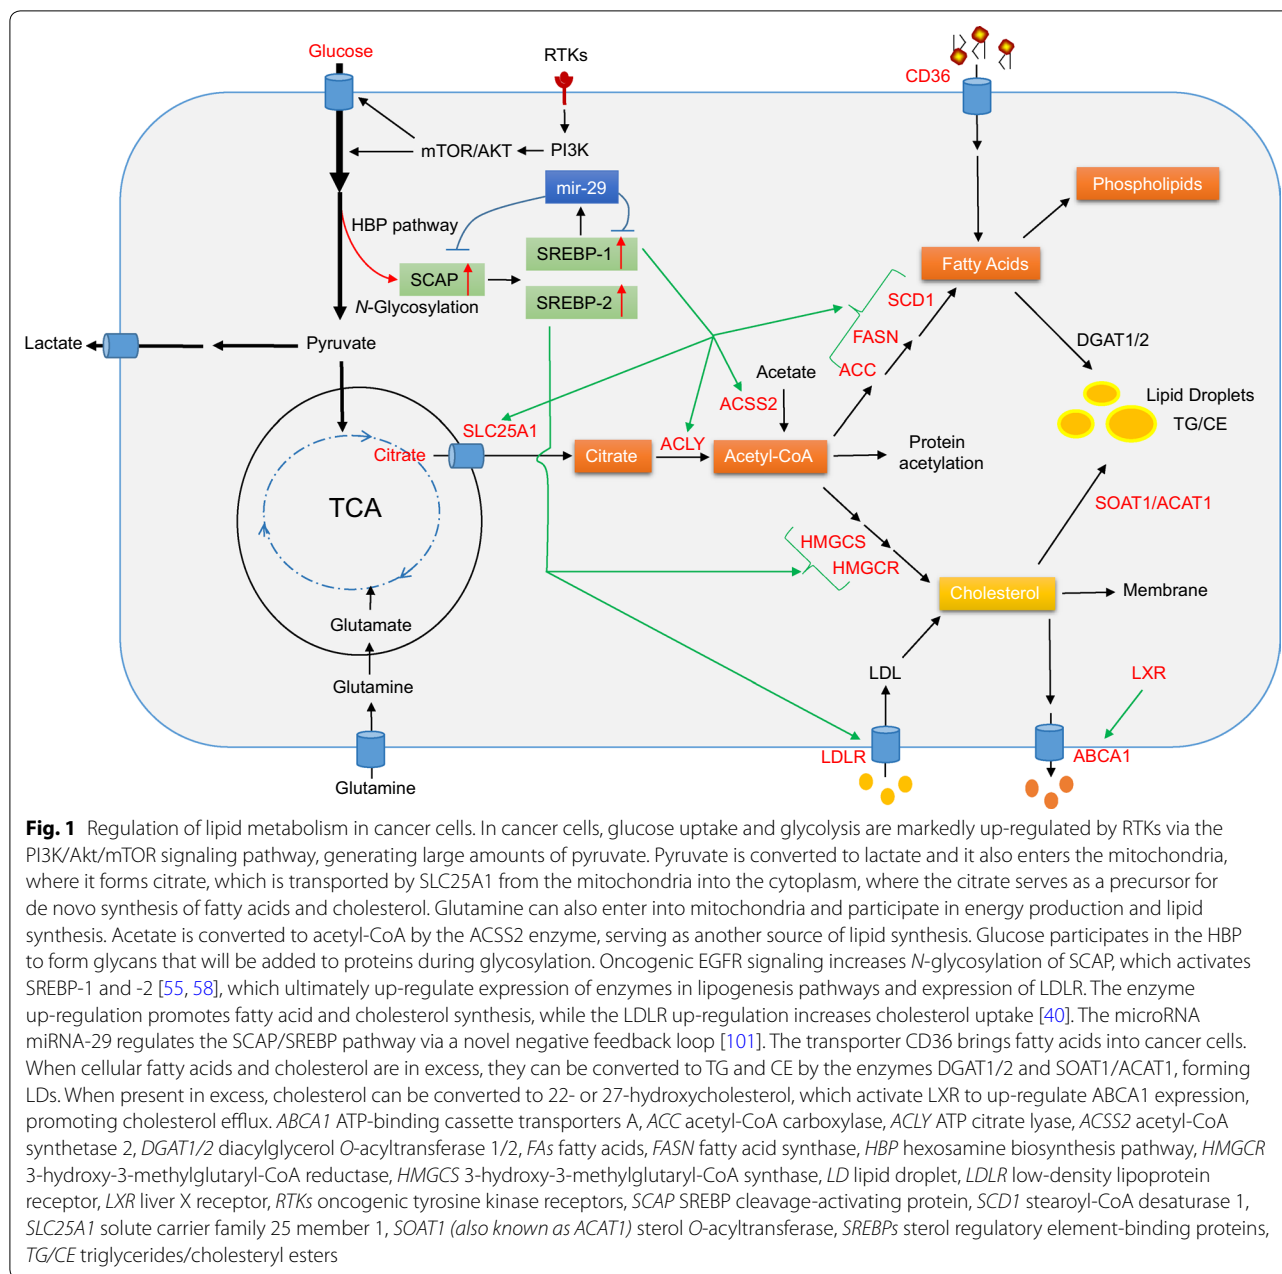 Glucose
RTKs
CD36
mTOR/AKT
PI3K
mir-29
Phospholipids
HBP pathway
SREBP-1
Fatty Acids
SCAP
N-Glycosylation
SREBP-2
SCD1
FASN
DGAT1/2
Lactate
Pyruvate
ACC
Acetate
Lipid Droplets
TG/CE
ACSS2
SLC25A1
ACLY
Citrate
Citrate
Acetyl-CoA
Protein
acetylation
TCA
SOAT1/ACAT1
HMGCS
HMGCR
Cholesterol
Membrane
Glutamate
LDL
LXR
Glutamine
LDLR
ABCA1
Glutamine
Fig. 1 Regulation of lipid metabolism in cancer cells. In cancer cells, glucose uptake and glycolysis are markedly up-regulated by RTKs via the
PI3K/Akt/mTOR signaling pathway, generating large amounts of pyruvate. Pyruvate is converted to lactate and it also enters the mitochondria,
where it forms citrate, which is transported by SLC25A1 from the mitochondria into the cytoplasm, where the citrate serves as a precursor for
de novo synthesis of fatty acids and cholesterol. Glutamine can also enter into mitochondria and participate in energy production and lipid
synthesis. Acetate is converted to acetyl-CoA by the ACSS2 enzyme, serving as another source of lipid synthesis. Glucose participates in the HBP
to form glycans that will be added to proteins during glycosylation. Oncogenic EGFR signaling increases N-glycosylation of SCAP, which activates
SREBP-1 and -2 [55, 58], which ultimately up-regulate expression of enzymes in lipogenesis pathways and expression of LDLR. The enzyme
up-regulation promotes fatty acid and cholesterol synthesis, while the LDLR up-regulation increases cholesterol uptake [40]. The microRNA
miRNA-29 regulates the SCAP/SREBP pathway via a novel negative feedback loop [101]. The transporter CD36 brings fatty acids into cancer cells.
When cellular fatty acids and cholesterol are in excess, they can be converted to TG and CE by the enzymes DGAT1/2 and SOAT1/ACAT1, forming
LDs. When present in excess, cholesterol can be converted to 22- or 27-hydroxycholesterol, which activate LXR to up-regulate ABCA1 expression,
promoting cholesterol efflux. ABCA1 ATP-binding cassette transporters A, ACC acetyl-CoA carboxylase, ACLY ATP citrate lyase, ACSS2 acetyl-CoA
synthetase 2, DGAT1/2 diacylglycerol O-acyltransferase 1/2, FAs fatty acids, FASN fatty acid synthase, HBP hexosamine biosynthesis pathway, HMGCR
3-hydroxy-3-methylglutaryl-CoA reductase, HMGCS 3-hydroxy-3-methylglutaryl-CoA synthase, LD lipid droplet, LDLR low-density lipoprotein
receptor, LXR liver X receptor, RTKs oncogenic tyrosine kinase receptors, SCAP SREBP cleavage-activating protein, SCD1 stearoyl-CoA desaturase 1,
SLC25A1 solute carrier family 25 member 1, SOAT1 (also known as ACAT1) sterol O-acyltransferase, SREBPs sterol regulatory element-binding proteins,
TG/CE triglycerides/cholesteryl esters